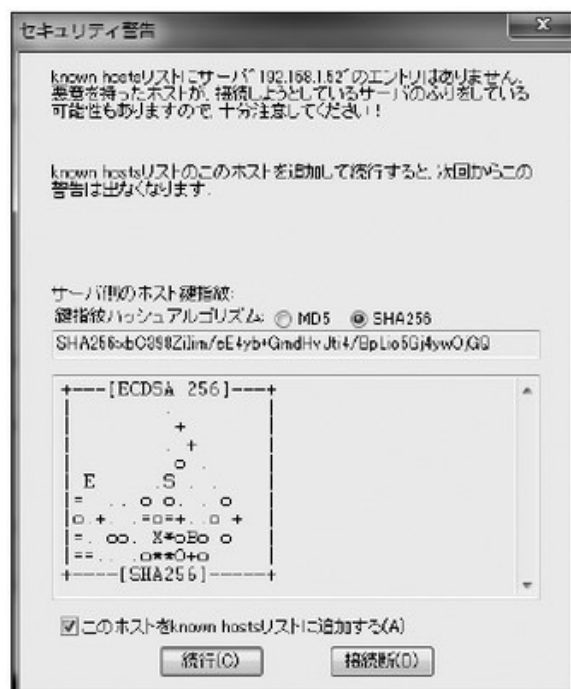 セキュリティ警告
known hostsリストにサーバ"192.168.1.52"のエントリはありません.
悪意を持ったホストが、接続しようとしているサーバのふりをしている
可能性もありますので、十分注意してください!
known hostsリストのこのホストを追加して続行すると、次回からこの
警告は出なくなります.
サーバ側のホスト鍵指紋:
鍵指紋ハッシュアルゴリズム: MD5 SHA256
+---[ECDSA 256]---+
| . |
| + |
| . + |
| o . |
| E .S . . |
|= . .. o o. . o |
|o.+. .=o=+..o + |
|=. oo. X*oBo o |
|==.. .o**O+o |
+----[SHA256]-----+
このホストをknown hostsリストに追加する(A)
続行(C) 接続断(D)